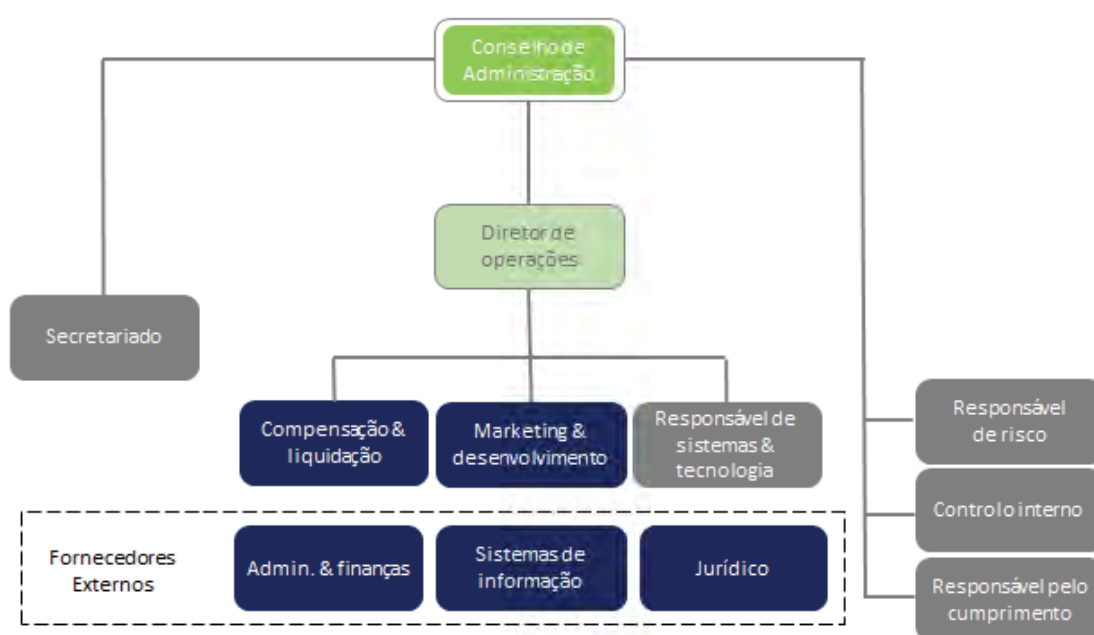 Conselho de
Administração
Diretor de
operações
Secretariado
Compensação &
liquidação
Marketing &
desenvolvimento
Responsável de
sistemas &
tecnologia
Responsável
de risco
Controlo interno
Responsável pelo
cumprimento
Fornecedores
Externos
Admin. & finanças
Sistemas de
informação
Jurídico